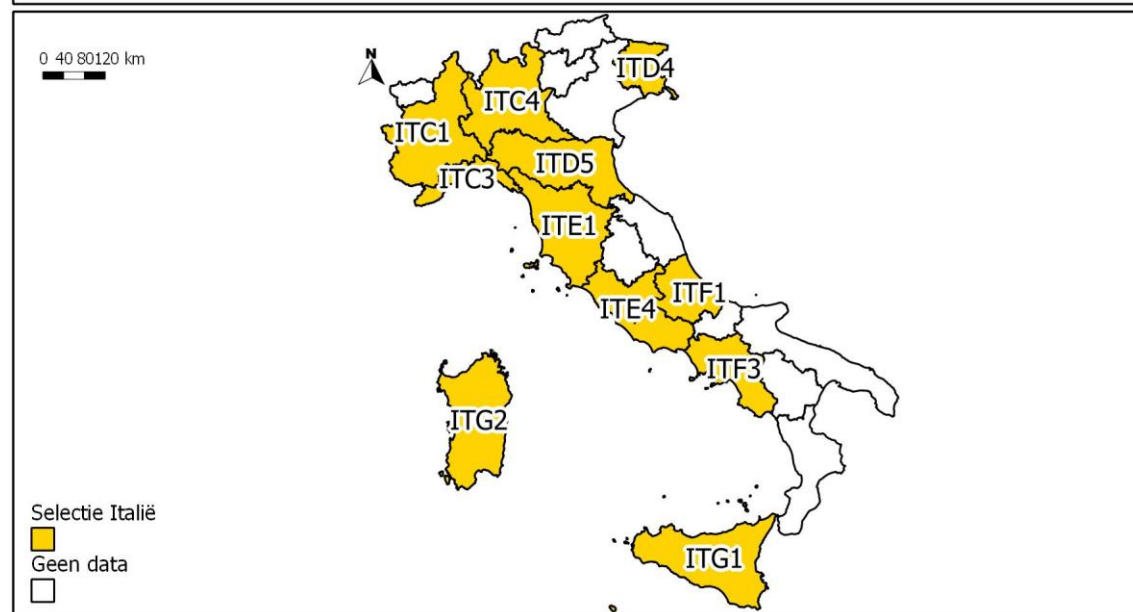 0 40 80120 km
N
ITD4
ITC4
ITC1
ITD5
ITC3
ITE1
ITF1
ITE4
ITF3
ITG2
Selectie Italië
Geen data
ITG1